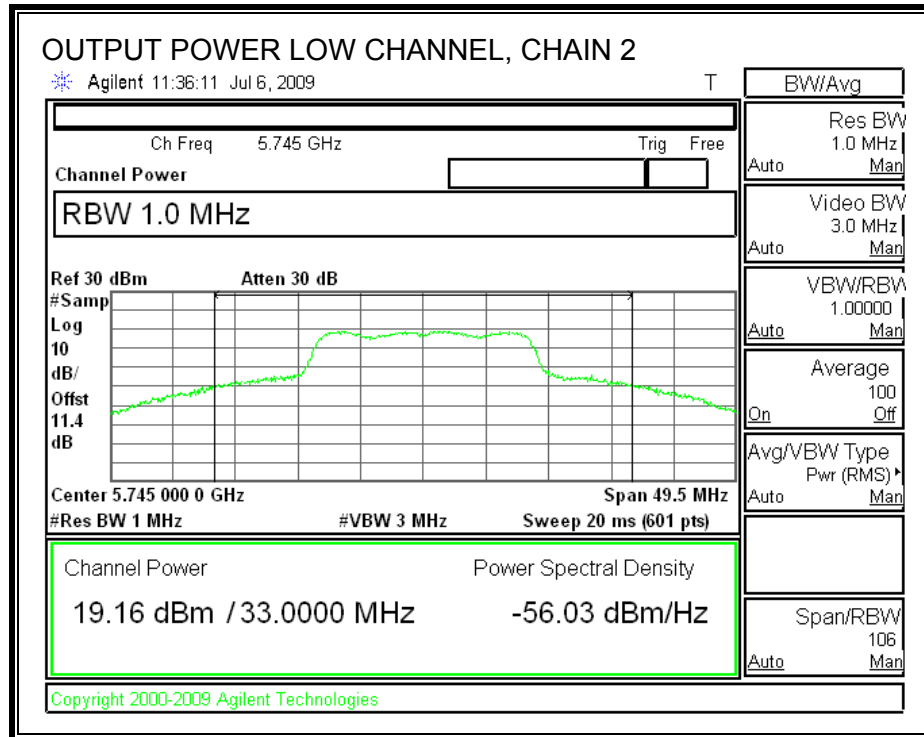 OUTPUT POWER LOW CHANNEL, CHAIN 2
Agilent 11:36:11 Jul 6, 2009 T
BW/Avg
Ch Freq 5.745 GHz Trig Free
Channel Power
RBW 1.0 MHz
Ref 30 dBm Atten 30 dB
#Samp
Log
10
dB/
Offst
11.4
dB
Center 5.745 000 0 GHz Span 49.5 MHz
#Res BW 1 MHz #VBW 3 MHz Sweep 20 ms (601 pts)
Channel Power Power Spectral Density
19.16 dBm / 33.0000 MHz -56.03 dBm/Hz
Copyright 2000-2009 Agilent Technologies
Res BW
1.0 MHz
Auto Man
Video BW
3.0 MHz
Auto Man
VBW/RBW
1.00000
Auto Man
Average
100
On Off
Avg/VBW Type
Pwr (RMS)
Auto Man
Span/RBW
106
Auto Man